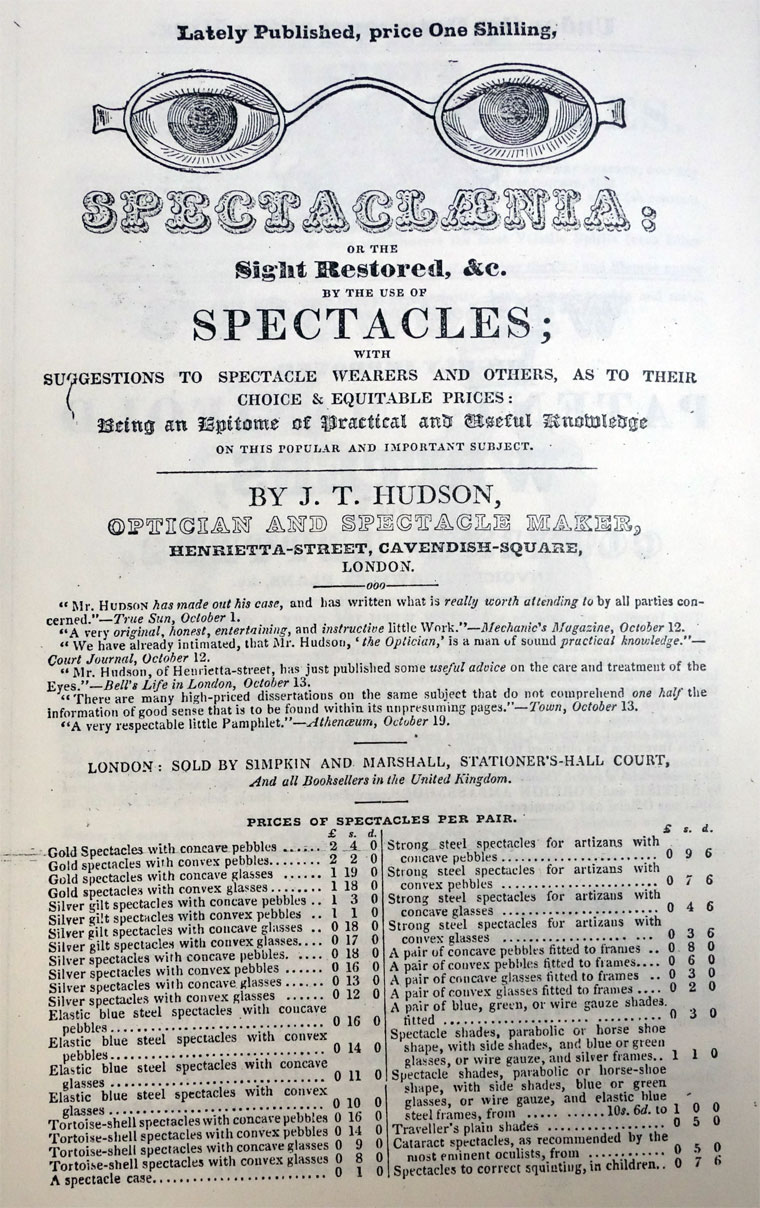 Lately Published, price One Shilling,
SPECTACLÆNIA:
OR THE
Sight Restored, &c.
BY THE USE OF
SPECTACLES;
WITH
SUGGESTIONS TO SPECTACLE WEARERS AND OTHERS, AS TO THEIR
CHOICE & EQUITABLE PRICES:
Being an Epitome of Practical and Useful Knowledge
ON THIS POPULAR AND IMPORTANT SUBJECT.
BY J. T. HUDSON,
OPTICIAN AND SPECTACLE MAKER,
HENRIETTA-STREET, CAVENDISH-SQUARE,
LONDON.
ooo
“Mr. HUDSON has made out his case, and has written what is really worth attending to by all parties con-
cerned.”—True Sun, October 1.
“A very original, honest, entertaining, and instructive little Work.”—Mechanic's Magazine, October 12.
“We have already intimated, that Mr. Hudson, ‘the Optician,’ is a man of sound practical knowledge.”—
Court Journal, October 12.
“Mr. Hudson, of Henrietta-street, has just published some useful advice on the care and treatment of the
Eyes.”—Bell's Life in London, October 13.
“There are many high-priced dissertations on the same subject that do not comprehend one half the
information of good sense that is to be found within its unpresuming pages.”—Town, October 13.
“A very respectable little Pamphlet.”—Athenæum, October 19.
LONDON: SOLD BY SIMPKIN AND MARSHALL, STATIONER'S-HALL COURT,
And all Booksellers in the United Kingdom.
PRICES OF SPECTACLES PER PAIR.
£ s. d.
Gold Spectacles with concave pebbles ...... 2 4 0
Gold spectacles with convex pebbles........ 2 2 0
Gold spectacles with concave glasses ...... 1 19 0
Gold spectacles with convex glasses ........ 1 18 0
Silver gilt spectacles with concave pebbles .. 1 3 0
Silver gilt spectacles with convex pebbles .. 1 1 0
Silver gilt spectacles with concave glasses .. 0 18 0
Silver gilt spectacles with convex glasses.... 0 17 0
Silver spectacles with concave pebbles. .... 0 18 0
Silver spectacles with convex pebbles ...... 0 16 0
Silver spectacles with concave glasses ...... 0 13 0
Silver spectacles with convex glasses ...... 0 12 0
Elastic blue steel spectacles with concave
pebbles................................ 0 16 0
Elastic blue steel spectacles with convex
pebbles................................ 0 14 0
Elastic blue steel spectacles with concave
glasses ................................ 0 11 0
Elastic blue steel spectacles with convex
glasses ................................ 0 10 0
Tortoise-shell spectacles with concave pebbles 0 16 0
Tortoise-shell spectacles with convex pebbles 0 14 0
Tortoise-shell spectacles with concave glasses 0 9 0
Tortoise-shell spectacles with convex glasses 0 8 0
A spectacle case........................ 0 1 0
£ s. d.
Strong steel spectacles for artizans with
concave pebbles ........................ 0 9 6
Strong steel spectacles for artizans with
convex pebbles ........................ 0 7 6
Strong steel spectacles for artizans with
concave glasses ........................ 0 4 6
Strong steel spectacles for artizans with
convex glasses ........................ 0 3 6
A pair of concave pebbles fitted to frames .. 0 8 0
A pair of convex pebbles fitted to frames.... 0 6 0
A pair of concave glasses fitted to frames .. 0 3 0
A pair of convex glasses fitted to frames .... 0 2 0
A pair of blue, green, or wire gauze shades.
fitted ................................ 0 3 0
Spectacle shades, parabolic or horse shoe
shape, with side shades, and blue or green
glasses, or wire gauze, and silver frames.. 1 1 0
Spectacle shades, parabolic or horse-shoe
shape, with side shades, blue or green
glasses, or wire gauze, and elastic blue
steel frames, from ..............10s. 6d. to 1 0 0
Traveller's plain shades .................. 0 5 0
Cataract spectacles, as recommended by the
most eminent oculists, from ............ 0 5 0
Spectacles to correct squinting, in children.. 0 7 6